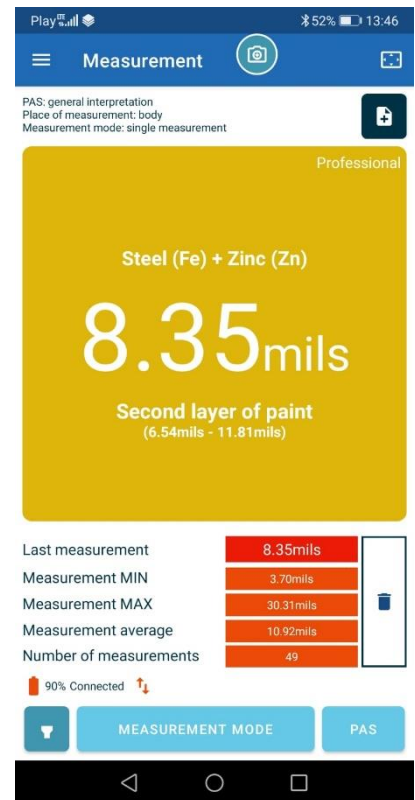 Play
52% 13:46
Measurement
PAS: general interpretation
Place of measurement: body
Measurement mode: single measurement
Professional
Steel (Fe) + Zinc (Zn)
8.35mils
Second layer of paint
(6.54mils - 11.81mils)
Last measurement 8.35mils
Measurement MIN 3.70mils
Measurement MAX 30.31mils
Measurement average 10.92mils
Number of measurements 49
90% Connected
MEASUREMENT MODE
PAS